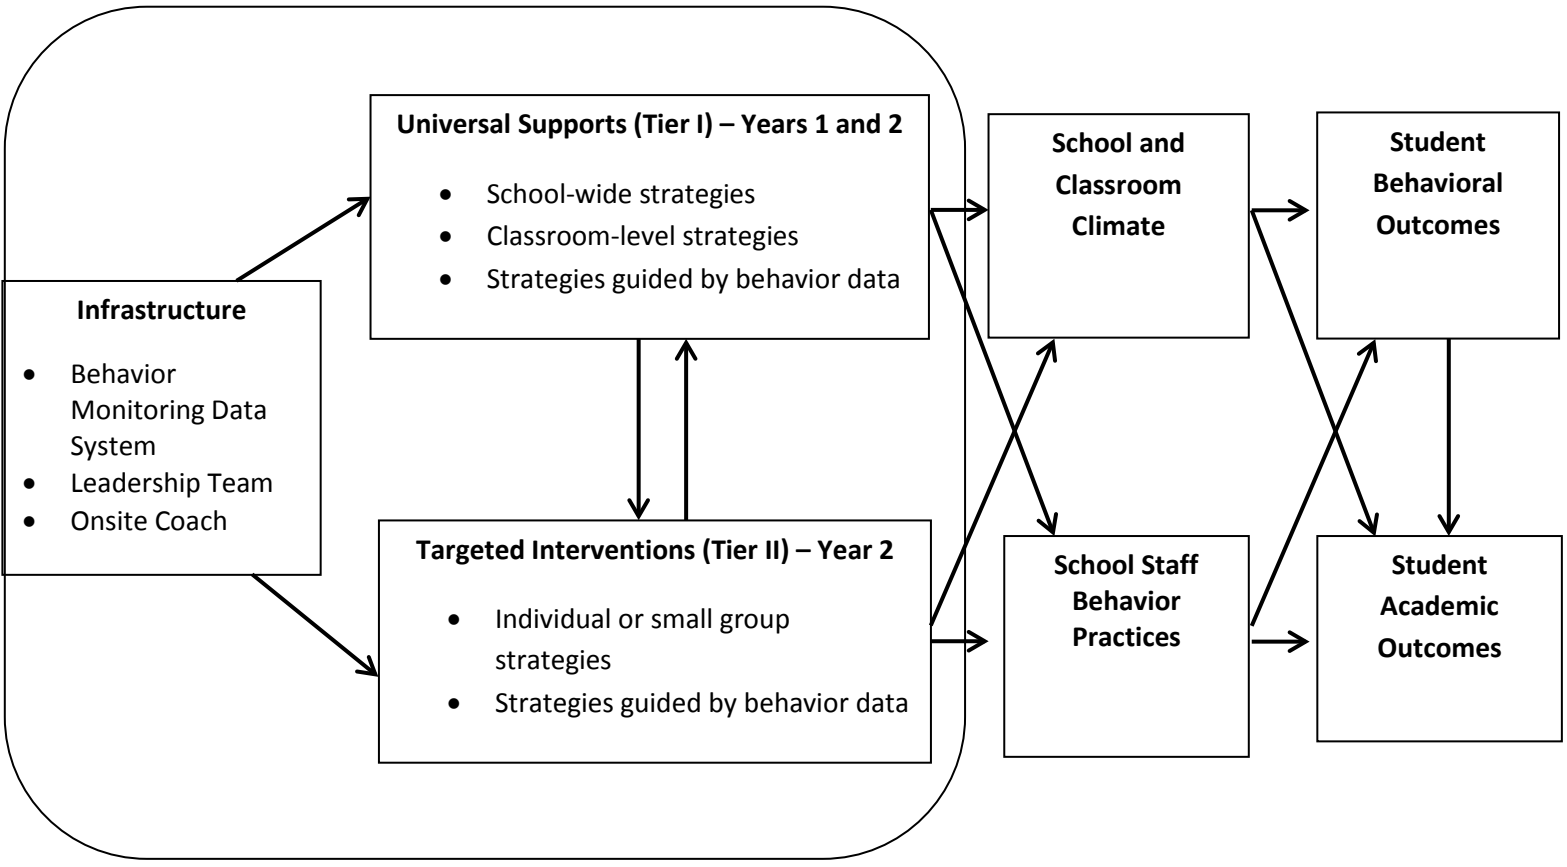 Universal Supports (Tier I) – Years 1 and 2
• School-wide strategies
• Classroom-level strategies
• Strategies guided by behavior data
School and
Classroom
Climate
Student
Behavioral
Outcomes
Infrastructure
• Behavior
Monitoring Data
System
• Leadership Team
• Onsite Coach
Targeted Interventions (Tier II) – Year 2
• Individual or small group
strategies
• Strategies guided by behavior data
School Staff
Behavior
Practices
Student
Academic
Outcomes